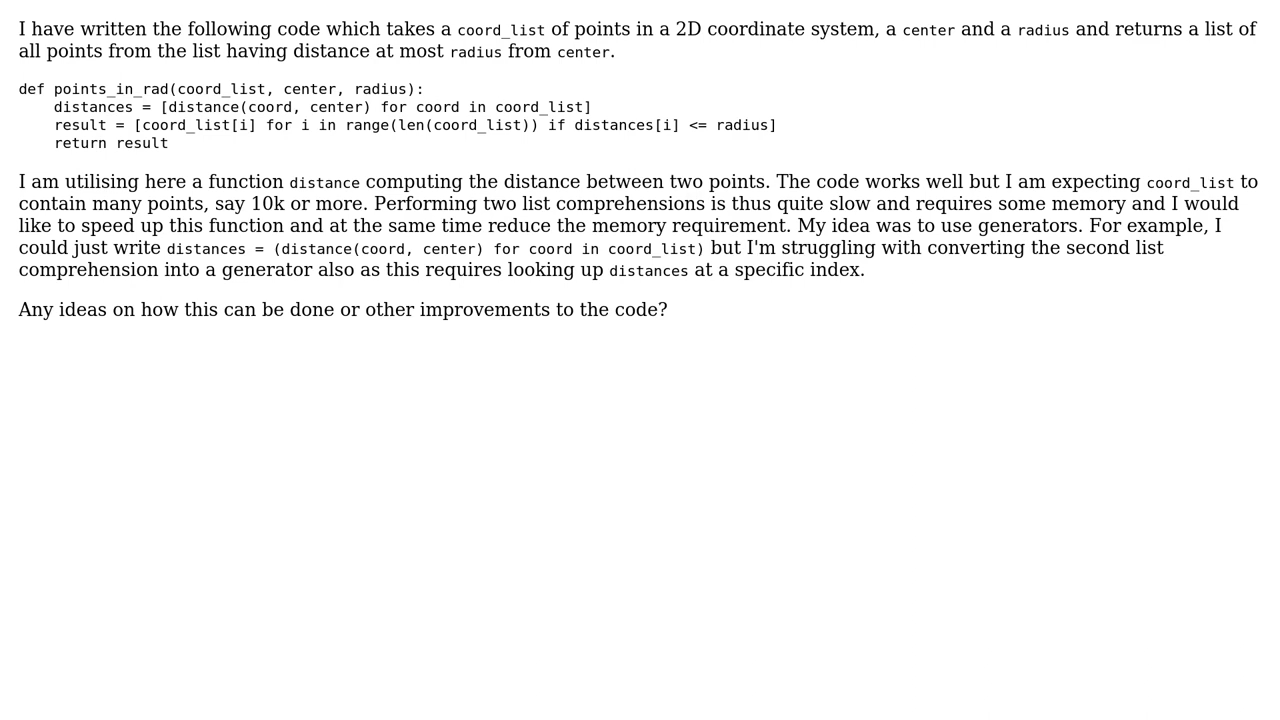 I have written the following code which takes a coord_list of points in a 2D coordinate system, a center and a radius and returns a list of
all points from the list having distance at most radius from center.
def points_in_rad(coord_list, center, radius):
    distances = [distance(coord, center) for coord in coord_list]
    result = [coord_list[i] for i in range(len(coord_list)) if distances[i] <= radius]
    return result
I am utilising here a function distance computing the distance between two points. The code works well but I am expecting coord_list to
contain many points, say 10k or more. Performing two list comprehensions is thus quite slow and requires some memory and I would
like to speed up this function and at the same time reduce the memory requirement. My idea was to use generators. For example, I
could just write distances = (distance(coord, center) for coord in coord_list) but I'm struggling with converting the second list
comprehension into a generator also as this requires looking up distances at a specific index.
Any ideas on how this can be done or other improvements to the code?